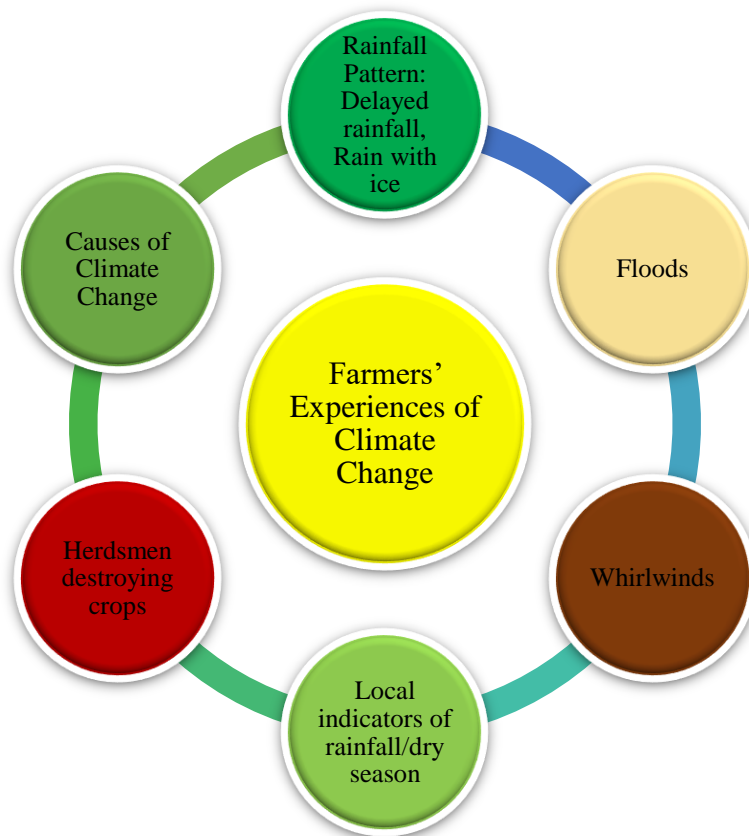 Rainfall
Pattern:
Delayed
rainfall,
Rain with
ice
Floods
Whirlwinds
Local
indicators of
rainfall/dry
season
Herdsmen
destroying
crops
Causes of
Climate
Change
Farmers’
Experiences of
Climate
Change